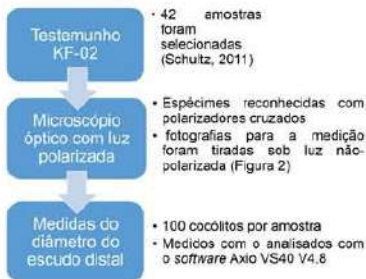 Testemunho
KF-02
• 42 amostras
foram
selecionadas
(Schultz, 2011)
Microscópio
óptico com luz
polarizada
• Espécimes reconhecidas com
polarizadores cruzados
• fotografias para a medição
foram tiradas sob luz não-
polarizada (Figura 2)
Medidas do
diâmetro do
escudo distal
• 100 cocólitos por amostra
• Medidos com o analisados com
o software Axio VS40 V4.8